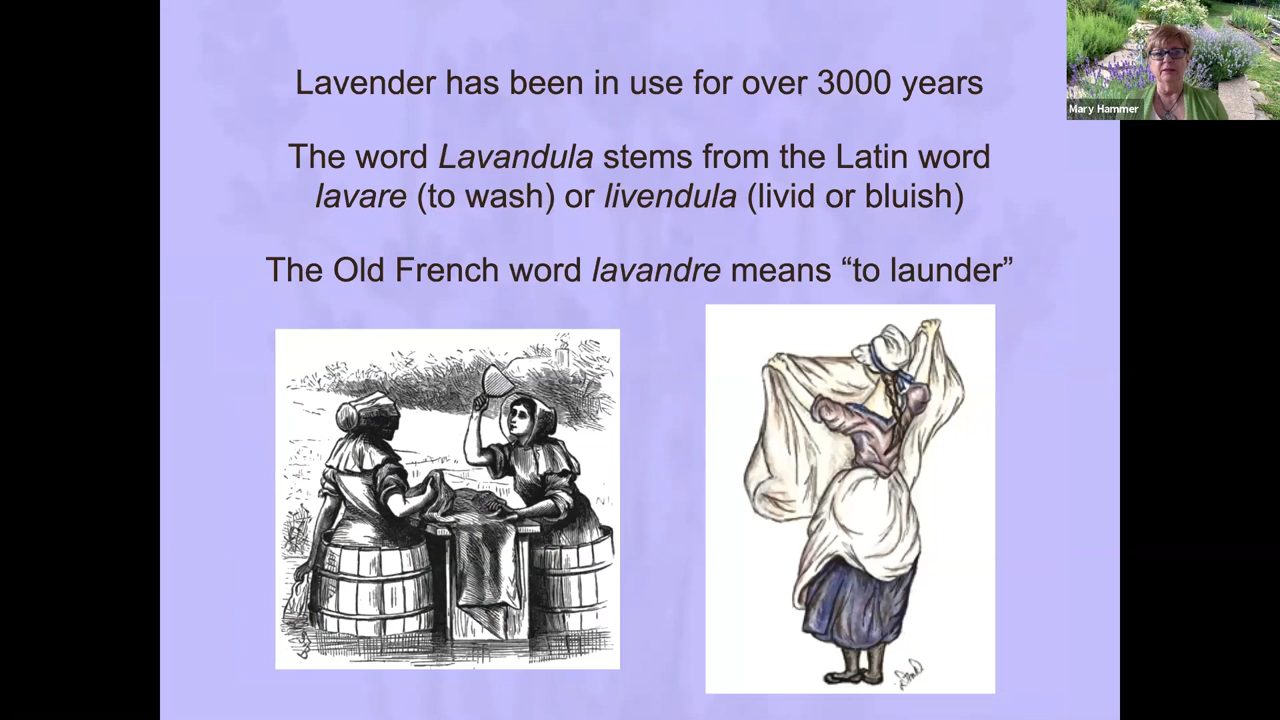 Lavender has been in use for over 3000 years
The word Lavandula stems from the Latin word
lavare (to wash) or livendula (livid or bluish)
The Old French word lavandre means “to launder”
Mary Hammer